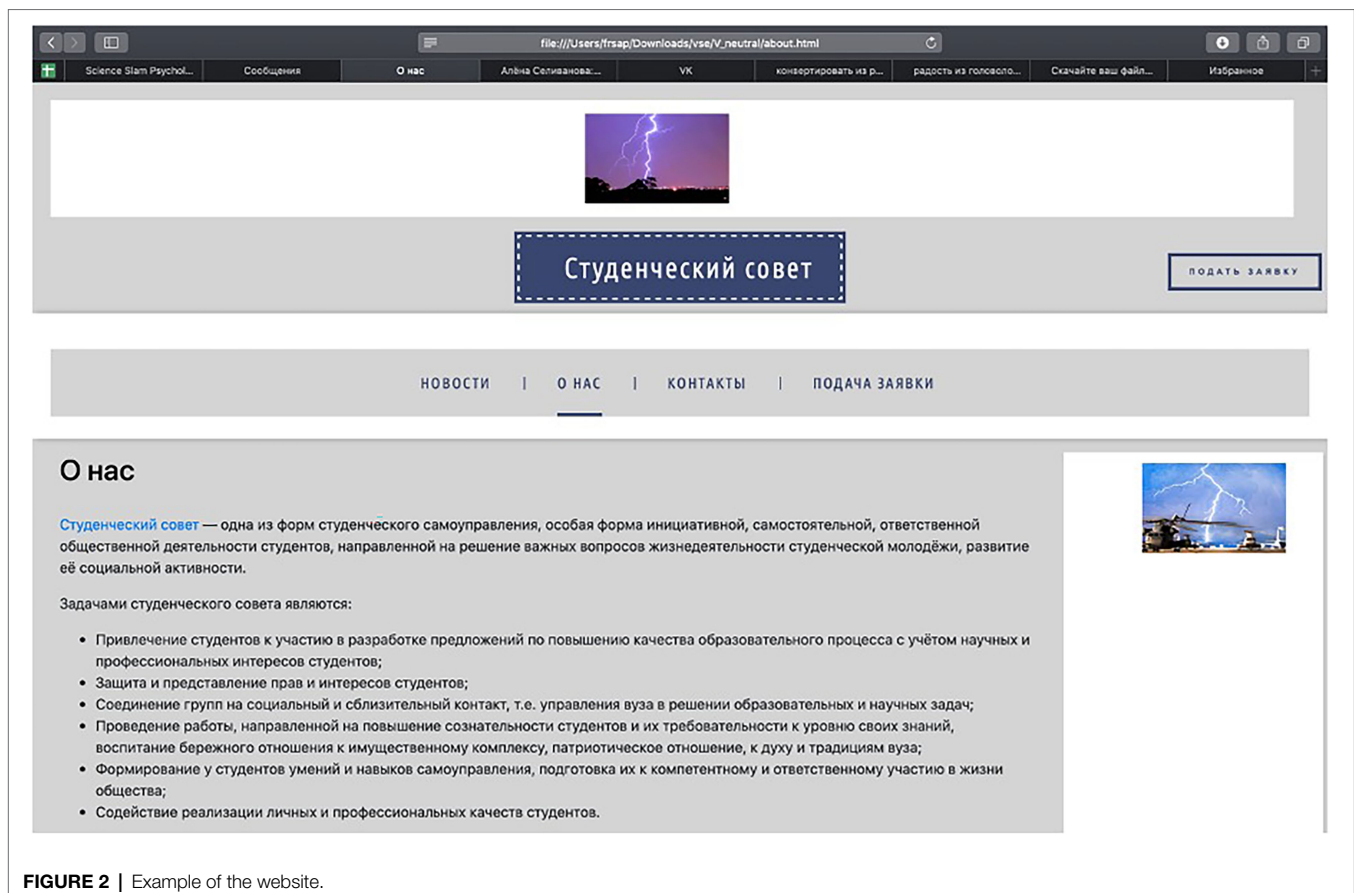 file:///Users/frsap/Downloads/vse/V_neutral/about.html
Science Slam Psychol... Сообщения О нас Алёна Селиванова:... VK конвертировать из р... радость из головоло... Скачайте ваш файл... Избранное
Студенческий совет
ПОДАТЬ ЗАЯВКУ
НОВОСТИ | О НАС | КОНТАКТЫ | ПОДАЧА ЗАЯВКИ
О нас
Студенческий совет — одна из форм студенческого самоуправления, особая форма инициативной, самостоятельной, ответственной
общественной деятельности студентов, направленной на решение важных вопросов жизнедеятельности студенческой молодёжи, развитие
её социальной активности.
Задачами студенческого совета являются:
• Привлечение студентов к участию в разработке предложений по повышению качества образовательного процесса с учётом научных и
профессиональных интересов студентов;
• Защита и представление прав и интересов студентов;
• Соединение групп на социальный и сблизительный контакт, т.е. управления вуза в решении образовательных и научных задач;
• Проведение работы, направленной на повышение сознательности студентов и их требовательности к уровню своих знаний,
воспитание бережного отношения к имущественному комплексу, патриотическое отношение, к духу и традициям вуза;
• Формирование у студентов умений и навыков самоуправления, подготовка их к компетентному и ответственному участию в жизни
общества;
• Содействие реализации личных и профессиональных качеств студентов.
FIGURE 2 | Example of the website.